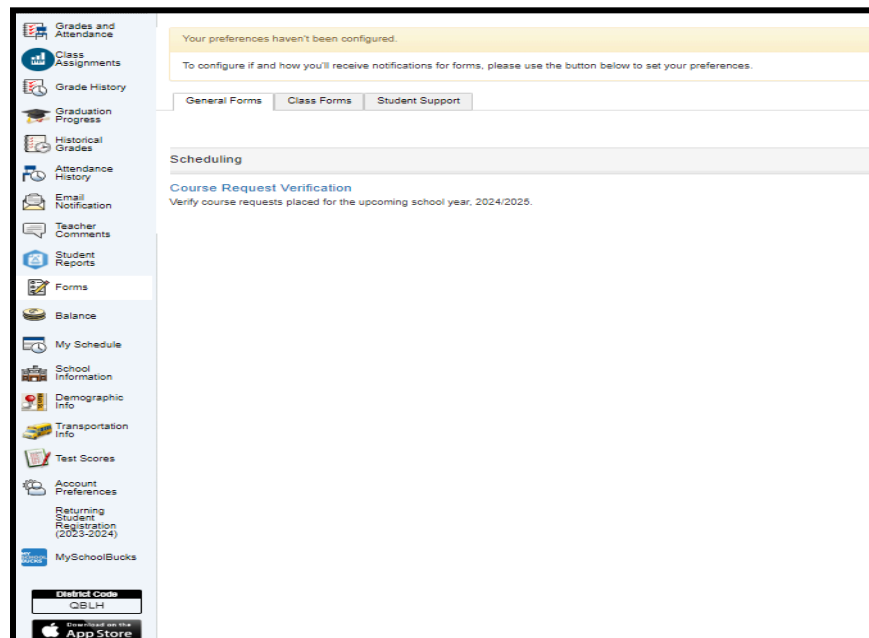 Grades and
Attendance
Class
Assignments
Grade History
Graduation
Progress
Historical
Grades
Attendance
History
Email
Notification
Teacher
Comments
Student
Reports
Forms
Balance
My Schedule
School
Information
Demographic
Info
Transportation
Info
Test Scores
Account
Preferences
Returning
Student
Registration
(2023-2024)
MySchoolBucks
District Code
QBLH
Download on the
App Store
Your preferences haven't been configured.
To configure if and how you'll receive notifications for forms, please use the button below to set your preferences.
General Forms Class Forms Student Support
Scheduling
Course Request Verification
Verify course requests placed for the upcoming school year, 2024/2025.